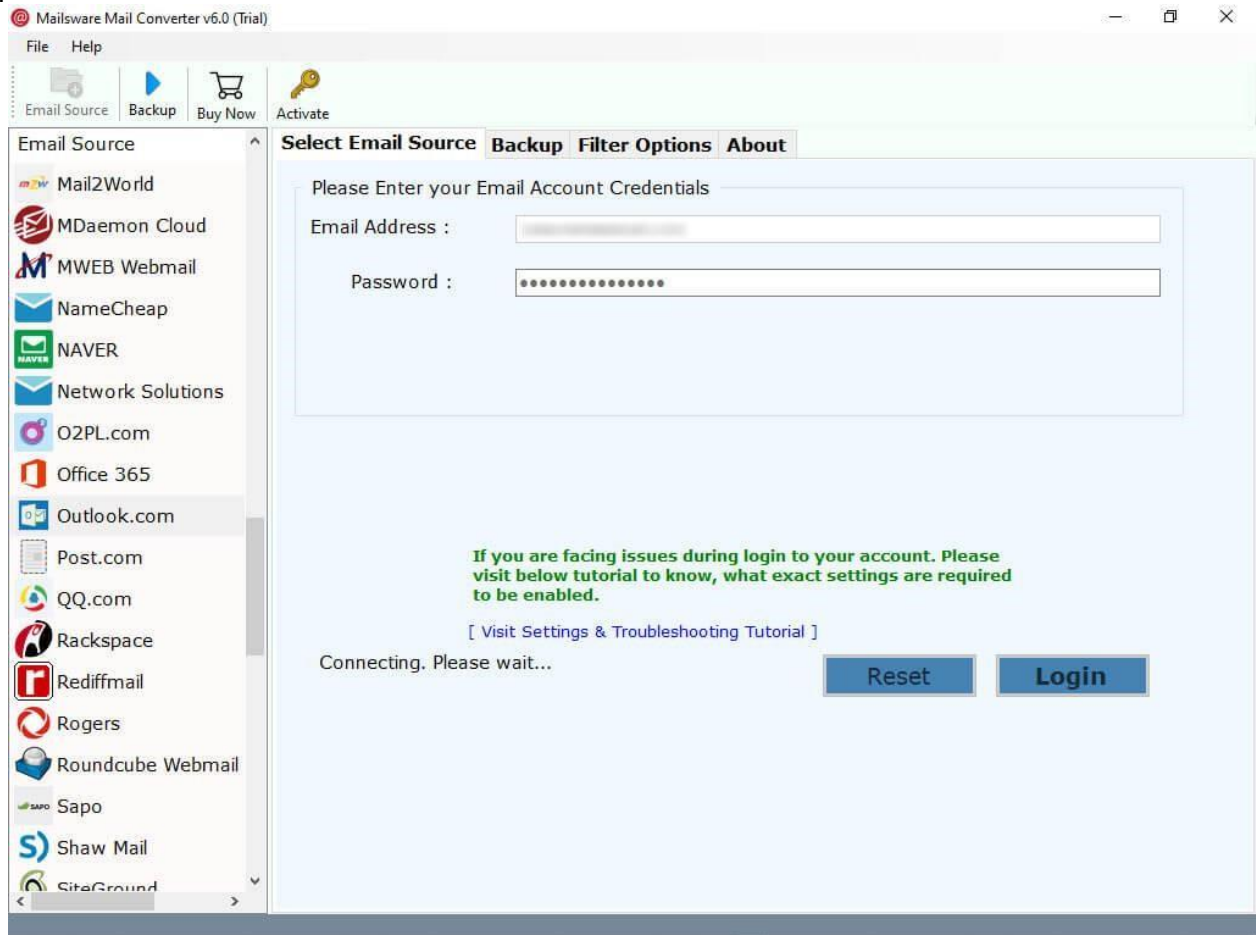 Mailsware Mail Converter v6.0 (Trial)
File Help
Email Source Backup Buy Now Activate
Email Source
Mail2World
MDaemon Cloud
MWEB Webmail
NameCheap
NAVER
NAVER
Network Solutions
O2PL.com
Office 365
Outlook.com
Post.com
QQ.com
Rackspace
Rediffmail
Rogers
Roundcube Webmail
SAPO Sapo
Shaw Mail
SiteGround
Select Email Source Backup Filter Options About
Please Enter your Email Account Credentials
Email Address :
Password :
If you are facing issues during login to your account. Please
visit below tutorial to know, what exact settings are required
to be enabled.
[ Visit Settings & Troubleshooting Tutorial ]
Connecting. Please wait...
Reset Login